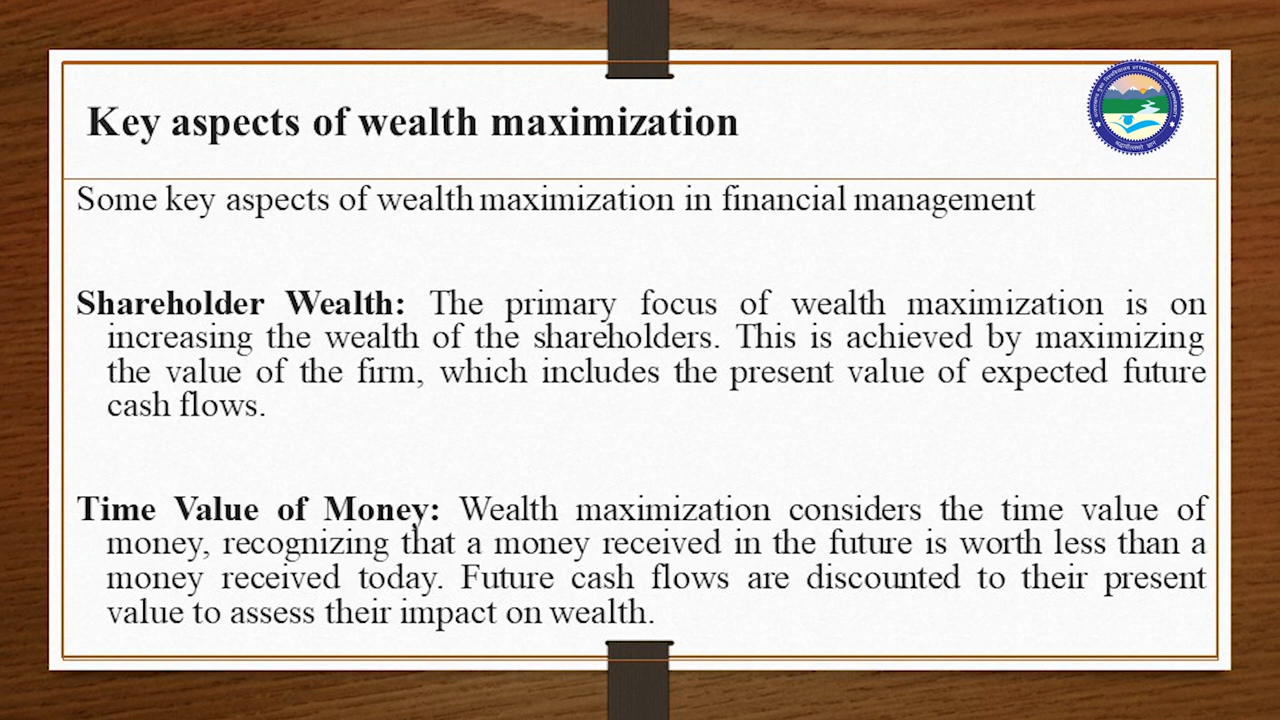 Key aspects of wealth maximization
Some key aspects of wealth maximization in financial management
Shareholder Wealth: The primary focus of wealth maximization is on
increasing the wealth of the shareholders. This is achieved by maximizing
the value of the firm, which includes the present value of expected future
cash flows.
Time Value of Money: Wealth maximization considers the time value of
money, recognizing that a money received in the future is worth less than a
money received today. Future cash flows are discounted to their present
value to assess their impact on wealth.